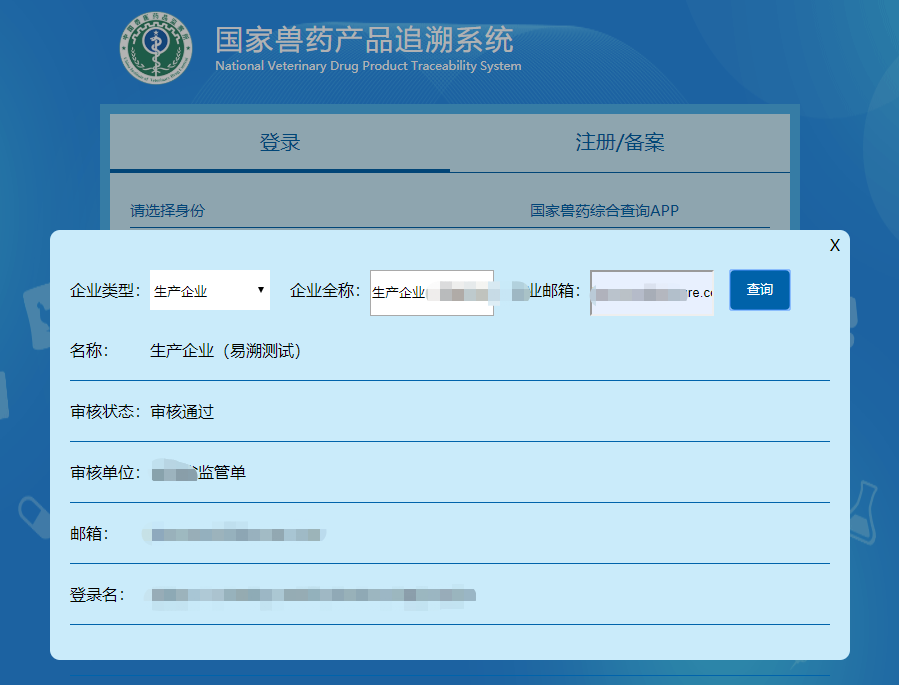 国家兽药产品追溯系统
National Veterinary Drug Product Traceability System
登录 注册/备案
请选择身份 国家兽药综合查询APP
X
企业类型： 生产企业 企业全称： 生产企业 业邮箱： re.c 查询
名称： 生产企业（易溯测试）
审核状态： 审核通过
审核单位： 监管单
邮箱：
登录名：